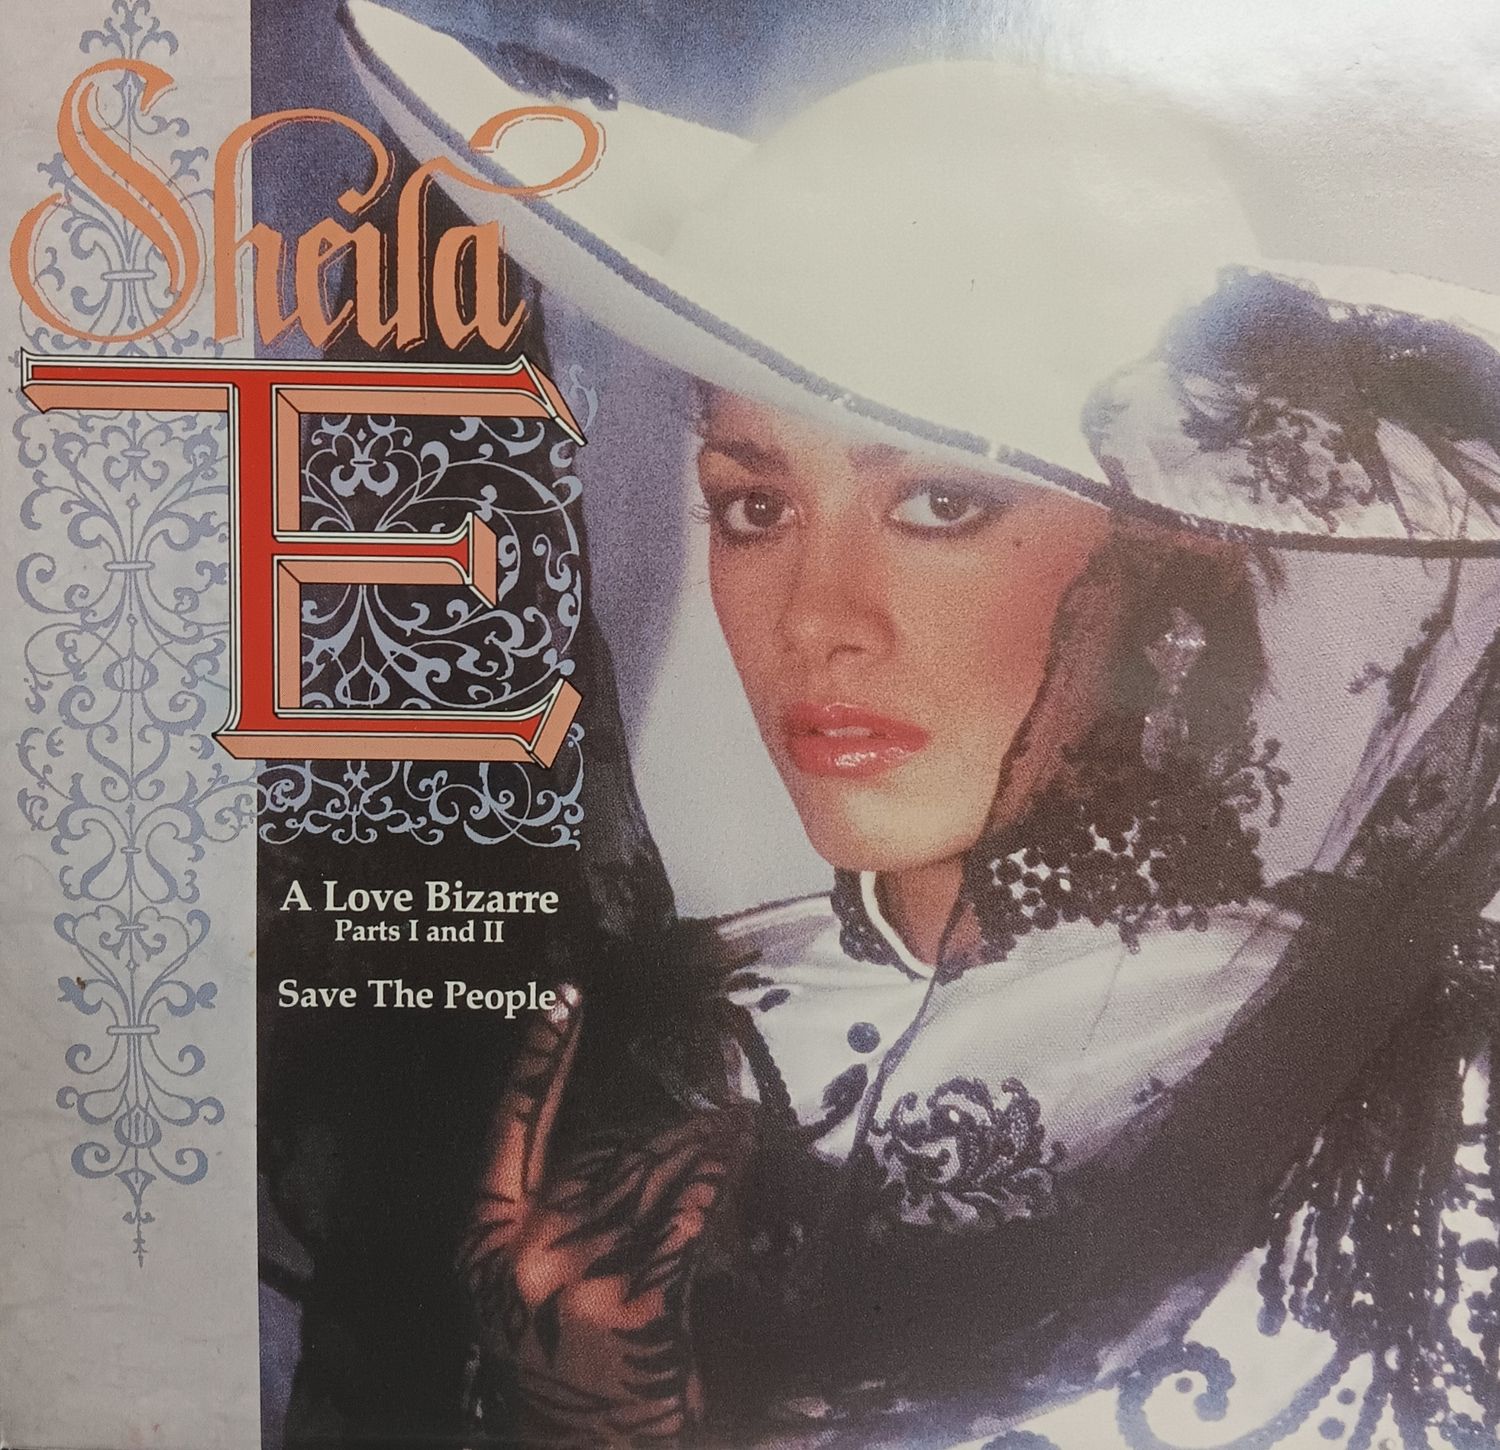 Sheila
E
A Love Bizarre
Parts I and II
Save The People